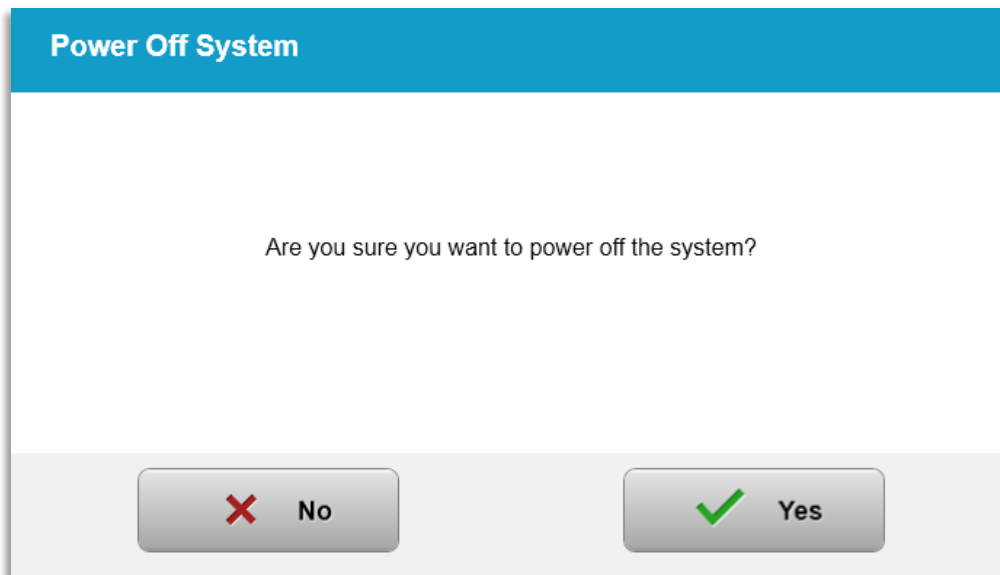 Power Off System
Are you sure you want to power off the system?
No
Yes